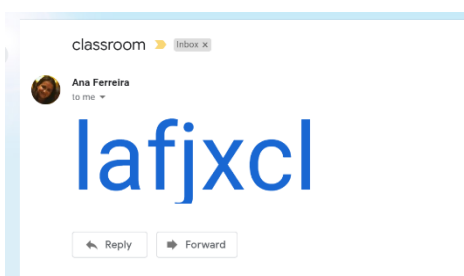 classroom Inbox x
Ana Ferreira
to me
lafjxcl
Reply Forward